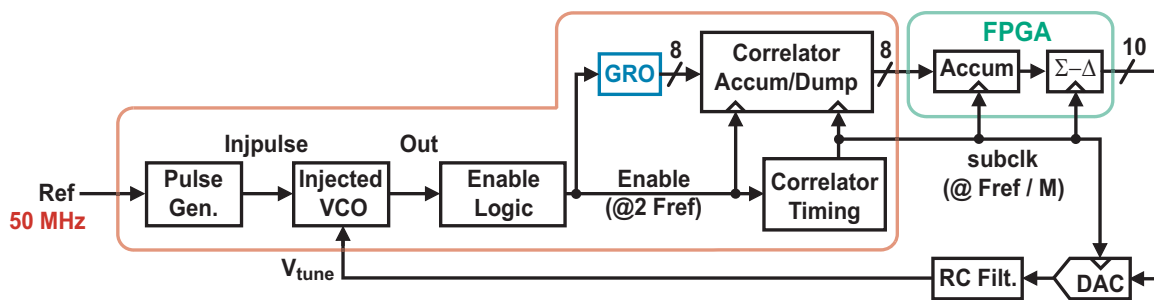 FPGA
8
Correlator
Accum/Dump
8
10
GRO
Accum
Σ–Δ
Injpulse
Out
Ref
50 MHz
Pulse
Gen.
Injected
VCO
Enable
Logic
Enable
(@2 Fref)
Correlator
Timing
subclk
(@ Fref / M)
Vtune
RC Filt.
DAC